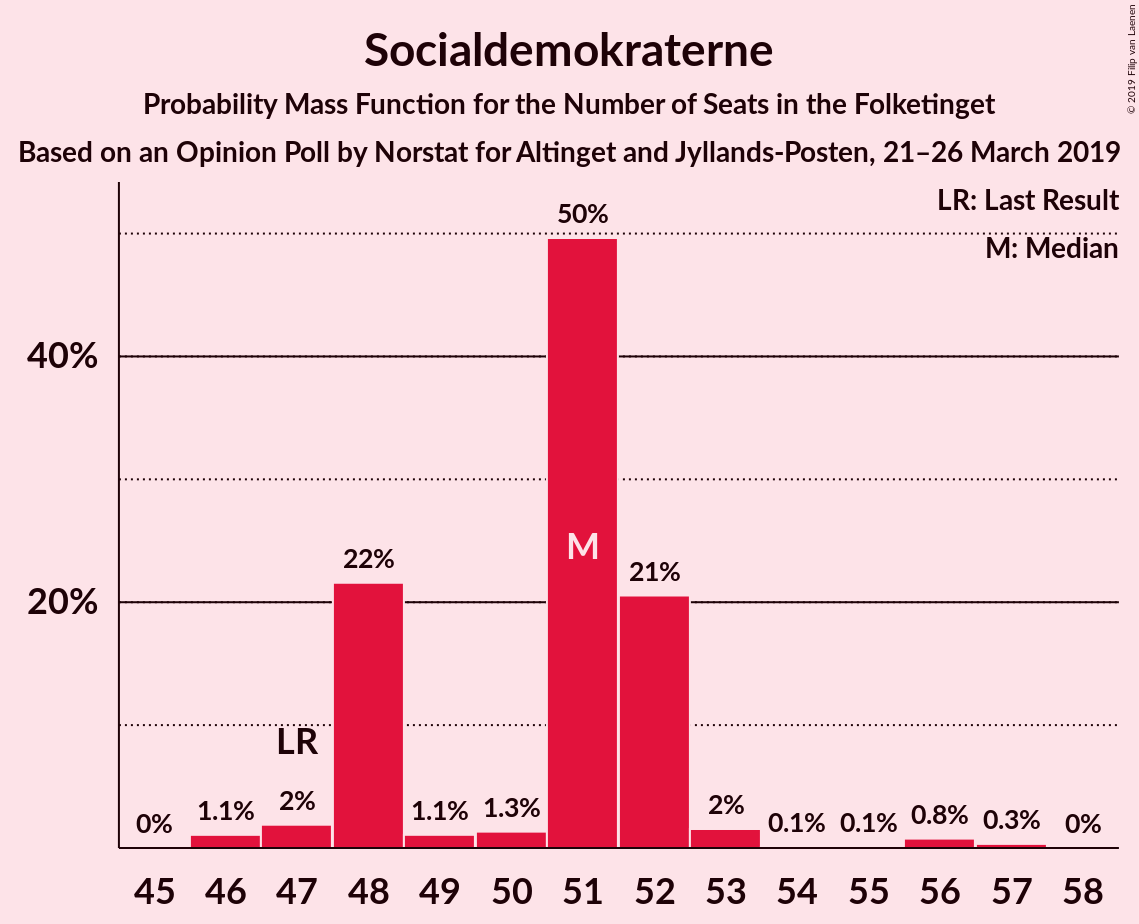 Socialdemokraterne
Probability Mass Function for the Number of Seats in the Folketinget
Based on an Opinion Poll by Norstat for Altinget and Jyllands-Posten, 21–26 March 2019
© 2019 Filip van Laenen
LR: Last Result
M: Median
40%
20%
0%
1.1%
LR
2%
22%
1.1%
1.3%
50%
M
21%
2%
0.1%
0.1%
0.8%
0.3%
0%
45 46 47 48 49 50 51 52 53 54 55 56 57 58